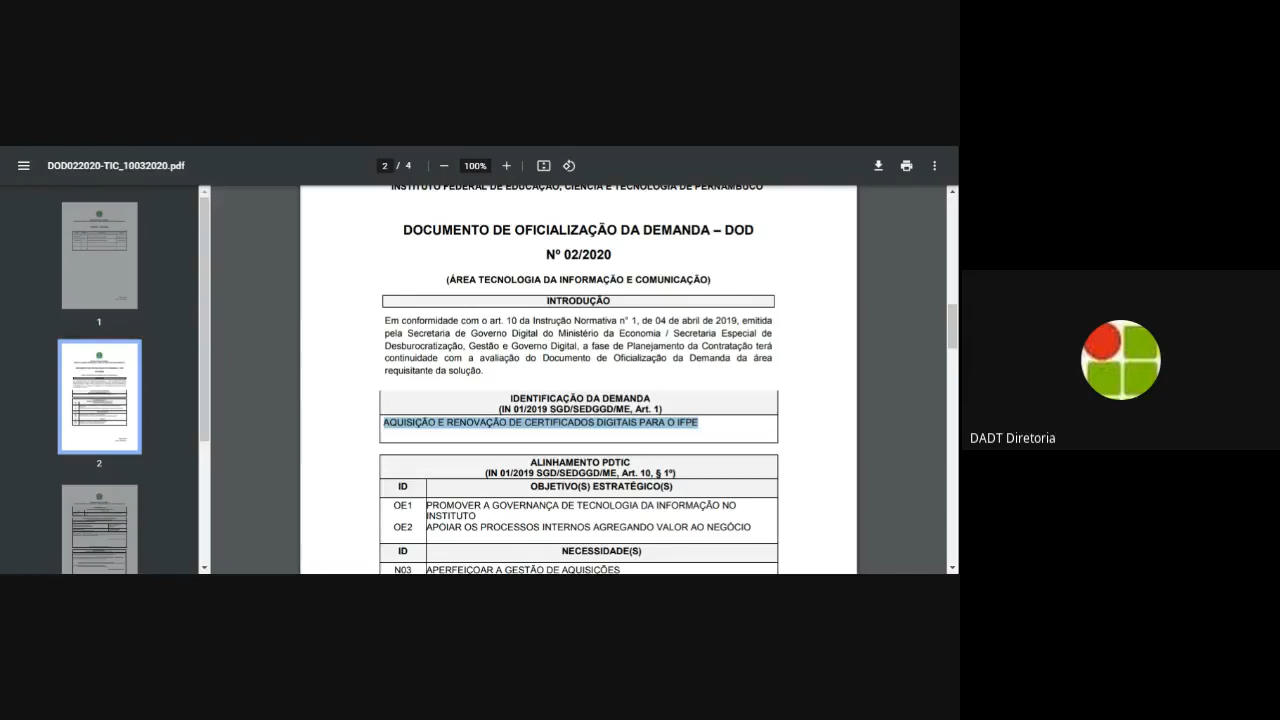 DOD022020-TIC_10032020.pdf
2 / 4
100%
INSTITUTO FEDERAL DE EDUCAÇÃO, CIÊNCIA E TECNOLOGIA DE PERNAMBUCO
DOCUMENTO DE OFICIALIZAÇÃO DA DEMANDA – DOD
Nº 02/2020
(ÁREA TECNOLOGIA DA INFORMAÇÃO E COMUNICAÇÃO)
INTRODUÇÃO
Em conformidade com o art. 10 da Instrução Normativa n° 1, de 04 de abril de 2019, emitida
pela Secretaria de Governo Digital do Ministério da Economia / Secretaria Especial de
Desburocratização, Gestão e Governo Digital, a fase de Planejamento da Contratação terá
continuidade com a avaliação do Documento de Oficialização da Demanda da área
requisitante da solução.
IDENTIFICAÇÃO DA DEMANDA
(IN 01/2019 SGD/SEDGGD/ME, Art. 1)
AQUISIÇÃO E RENOVAÇÃO DE CERTIFICADOS DIGITAIS PARA O IFPE
ALINHAMENTO PDTIC
(IN 01/2019 SGD/SEDGGD/ME, Art. 10, § 1º)
ID OBJETIVO(S) ESTRATÉGICO(S)
OE1 PROMOVER A GOVERNANÇA DE TECNOLOGIA DA INFORMAÇÃO NO
INSTITUTO
OE2 APOIAR OS PROCESSOS INTERNOS AGREGANDO VALOR AO NEGÓCIO
ID NECESSIDADE(S)
N03 APERFEIÇOAR A GESTÃO DE AQUISIÇÕES
1
2
DADT Diretoria